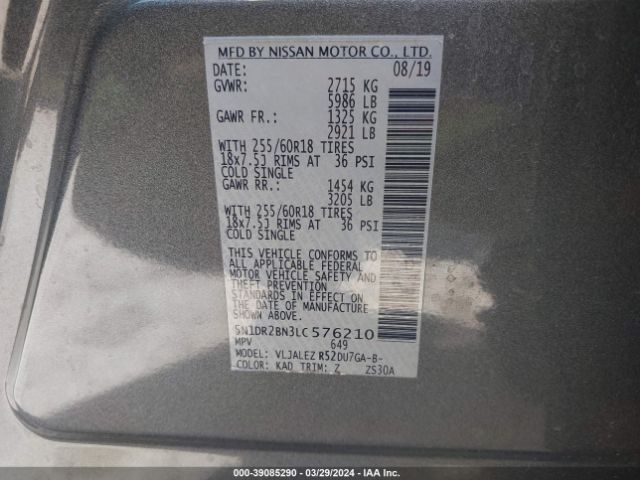 MFD BY NISSAN MOTOR CO., LTD.
DATE: 08/19
GVWR: 2715 KG
5986 LB
GAWR FR.: 1325 KG
2921 LB
WITH 255/60R18 TIRES
18x7.5J RIMS AT 36 PSI
COLD SINGLE
GAWR RR.: 1454 KG
3205 LB
WITH 255/60R18 TIRES
18x7.5J RIMS AT 36 PSI
COLD SINGLE
THIS VEHICLE CONFORMS TO
ALL APPLICABLE FEDERAL
MOTOR VEHICLE SAFETY AND
THEFT PREVENTION
STANDARDS IN EFFECT ON
THE DATE OF MANUFACTURE
SHOWN ABOVE.
5N1DR2BN3LC576210
MPV 649
MODEL: VLJALEZ R52DU7GA-B-
COLOR: KAD TRIM: Z ZS30A
000-39085290 - 03/29/2024 - IAA Inc.